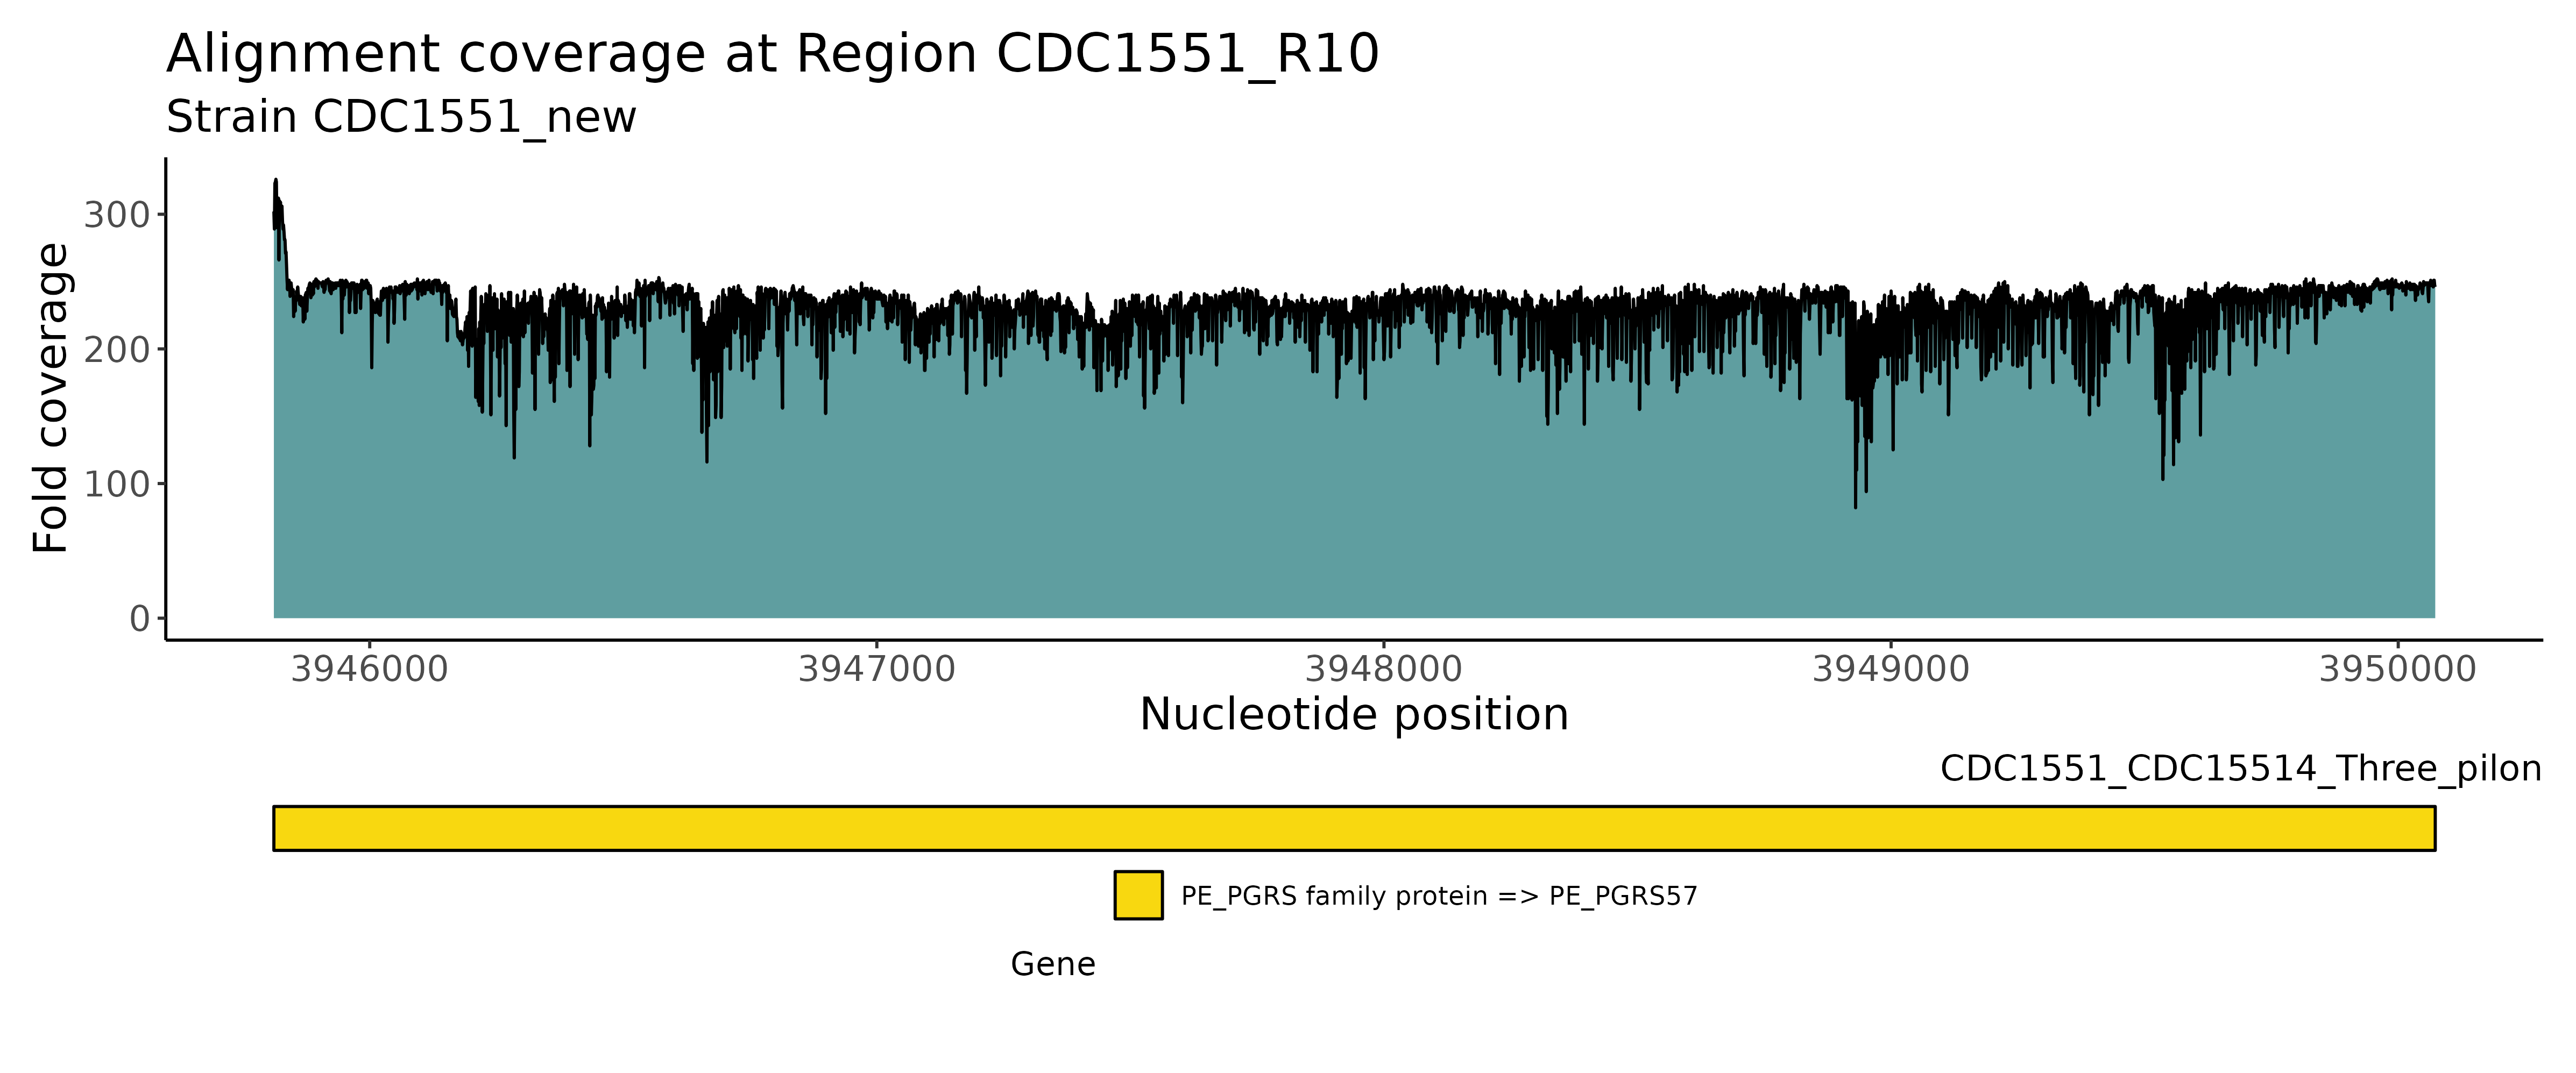 Alignment coverage at Region CDC1551_R10
Strain CDC1551_new
Fold coverage
300
200
100
0
3946000 3947000 3948000 3949000 3950000
Nucleotide position
CDC1551_CDC15514_Three_pilon
PE_PGRS family protein => PE_PGRS57
Gene